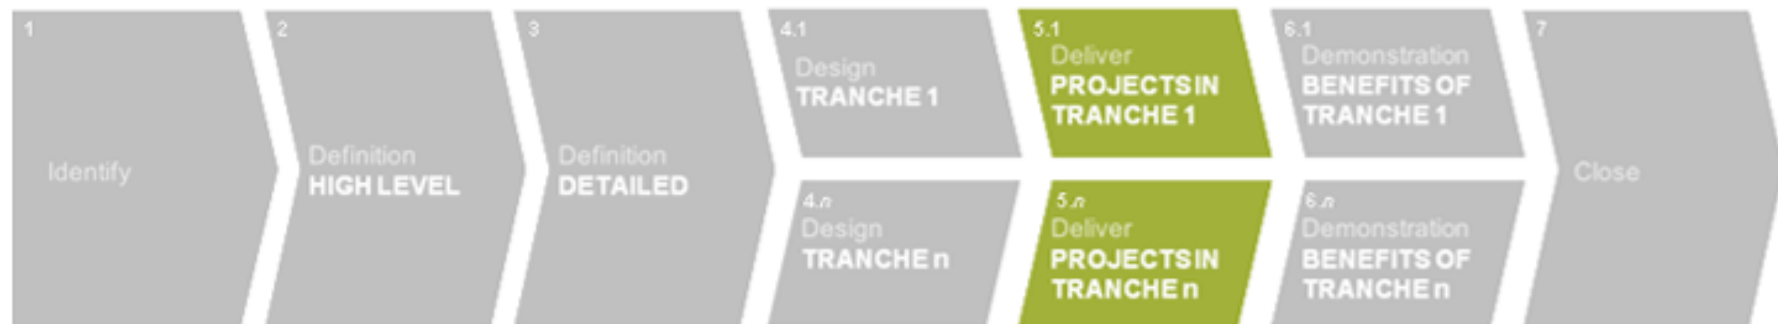 1
Identify
2
Definition
HIGH LEVEL
3
Definition
DETAILED
4.1
Design
TRANCHE 1
5.1
Deliver
PROJECTS IN
TRANCHE 1
6.1
Demonstration
BENEFITS OF
TRANCHE 1
4.n
Design
TRANCHE n
5.n
Deliver
PROJECTS IN
TRANCHE n
6.n
Demonstration
BENEFITS OF
TRANCHE n
7
Close